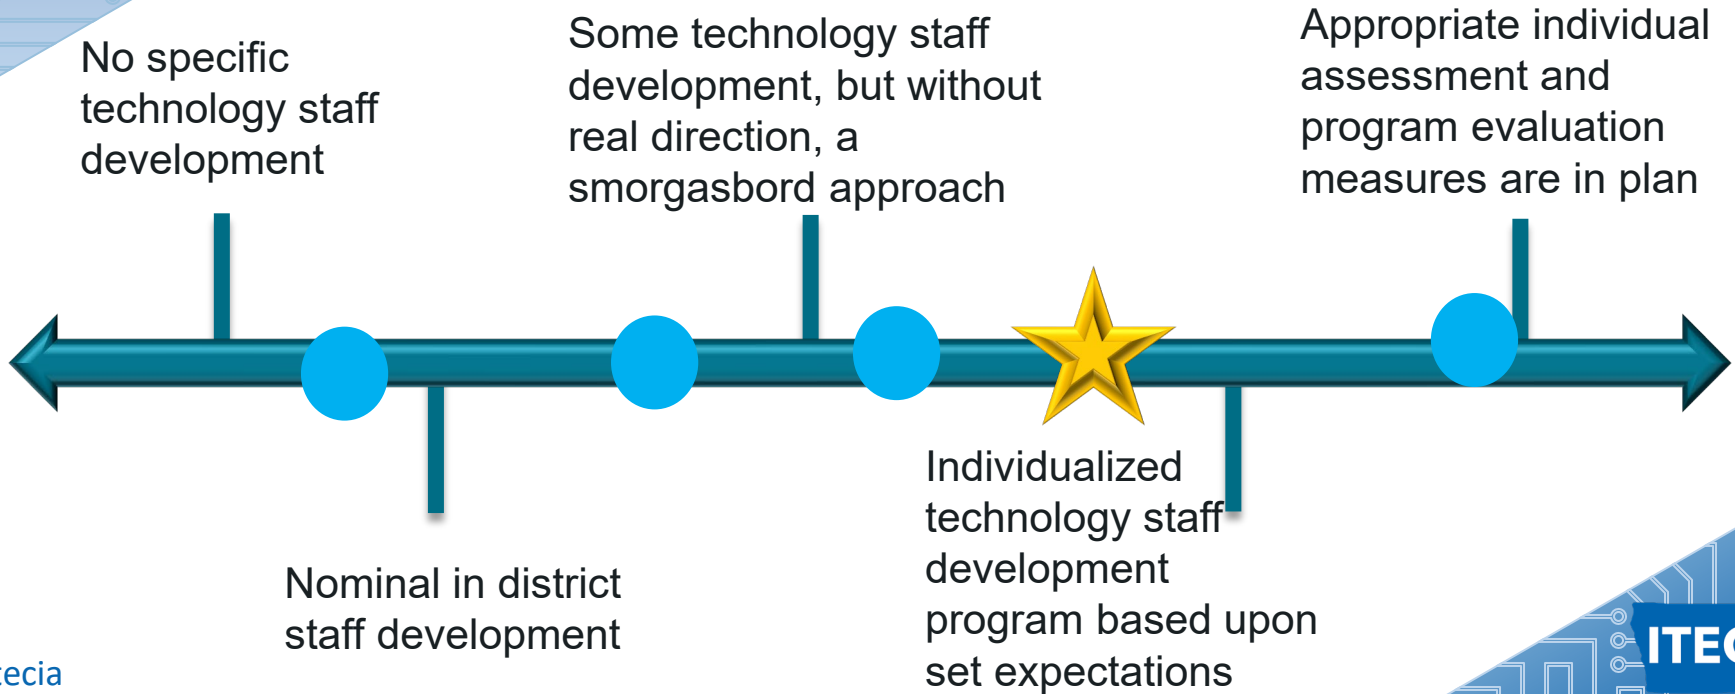 No specific
technology staff
development
Some technology staff
development, but without
real direction, a
smorgasbord approach
Appropriate individual
assessment and
program evaluation
measures are in plan
Nominal in district
staff development
Individualized
technology staff
development
program based upon
set expectations